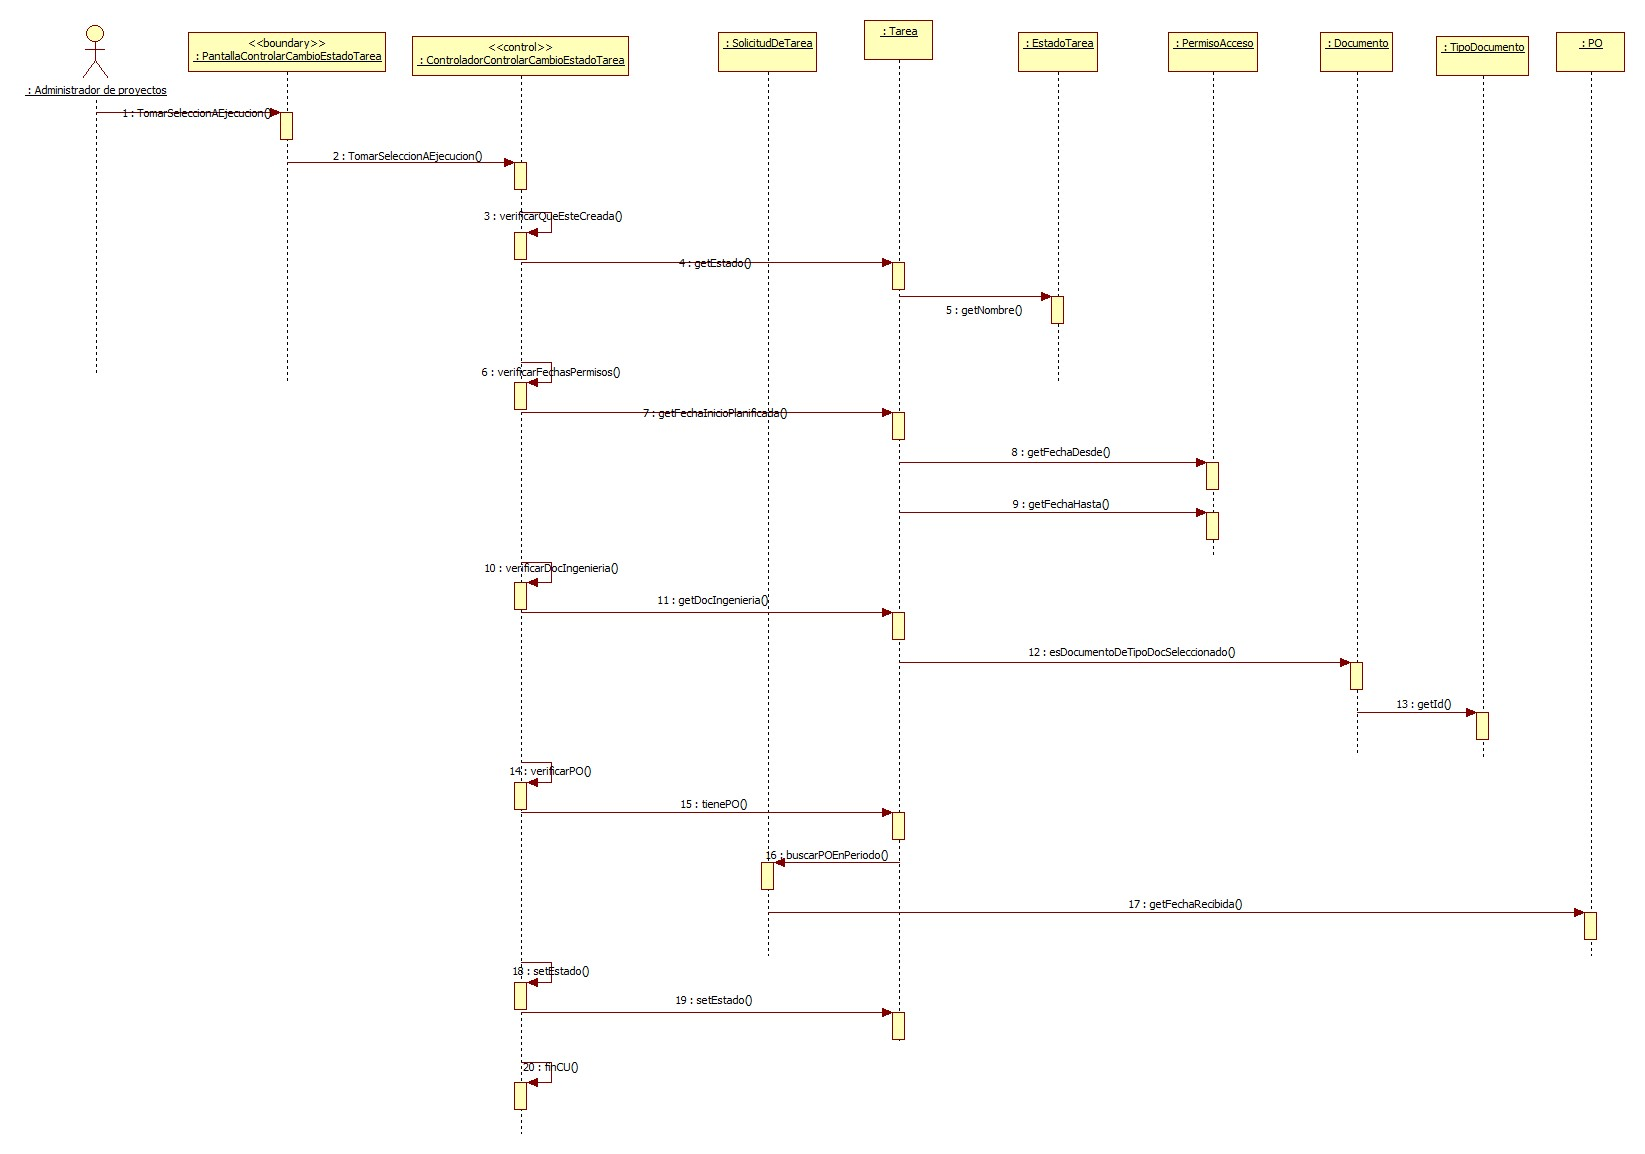 : Administrador de proyectos
<<boundary>>
: PantallaControlarCambioEstadoTarea
<<control>>
: ControladorControlarCambioEstadoTarea
: SolicitudDeTarea
: Tarea
: EstadoTarea
: PermisoAcceso
: Documento
: TipoDocumento
: PO
1 : TomarSeleccionAEjecucion()
2 : TomarSeleccionAEjecucion()
3 : verificarQueEsteCreada()
4 : getEstado()
5 : getNombre()
6 : verificarFechasPermisos()
7 : getFechaInicioPlanificada()
8 : getFechaDesde()
9 : getFechaHasta()
10 : verificarDocIngenieria()
11 : getDocIngenieria()
12 : esDocumentoDeTipoDocSeleccionado()
13 : getId()
14 : verificarPO()
15 : tienePO()
16 : buscarPOEnPeriodo()
17 : getFechaRecibida()
18 : setEstado()
19 : setEstado()
20 : finCU()